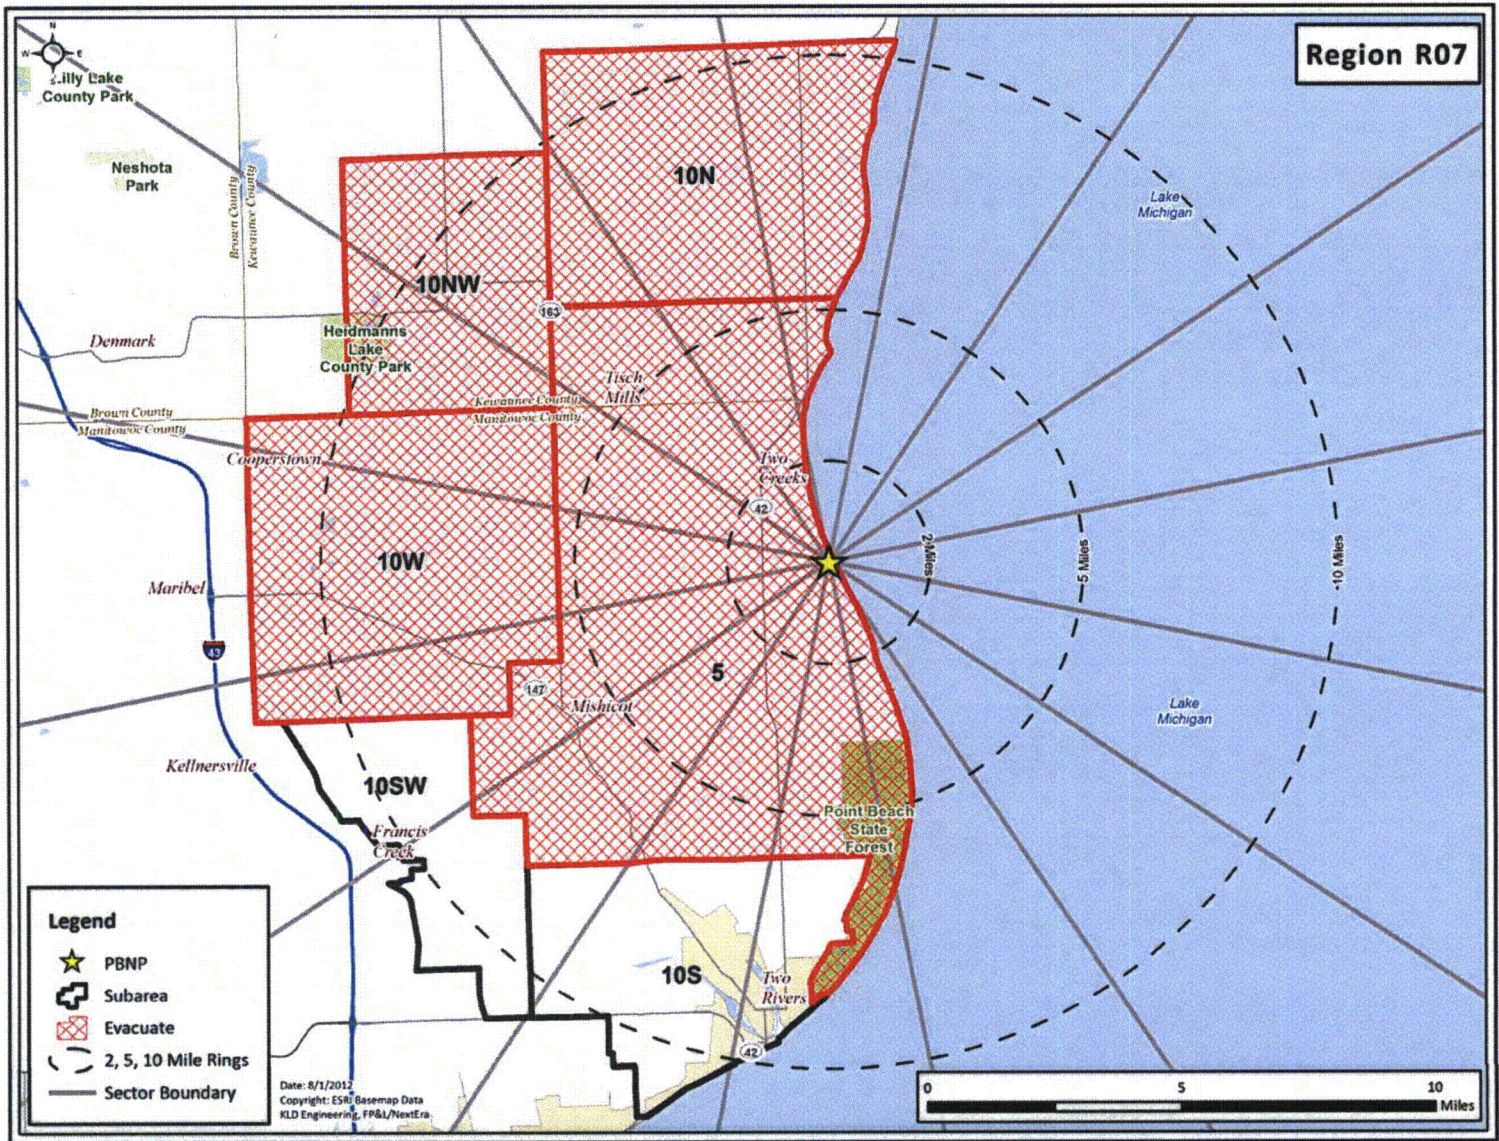 Region R07
N
W
E
S
.illy Lake
County Park
Neshota
Park
Brown County
Kewaunee County
10N
Lake
Michigan
10NW
163
Heidmanns
Lake
County Park
Denmark
Tisch
Mills
Kewaunee County
Manitowoc County
Brown County
Manitowoc County
Cooperstown
Two
Creeks
42
10W
2 Miles
5 Miles
10 Miles
Maribel
43
5
147
Mishicot
Lake
Michigan
Kellnersville
10SW
Point Beach
State
Forest
Francis
Creek
10S
Two
Rivers
42
Legend
PBNP
Subarea
Evacuate
2, 5, 10 Mile Rings
Sector Boundary
Date: 8/1/2012
Copyright: ESRI Basemap Data
KLD Engineering, FP&L/NextEra
0 5 10
Miles